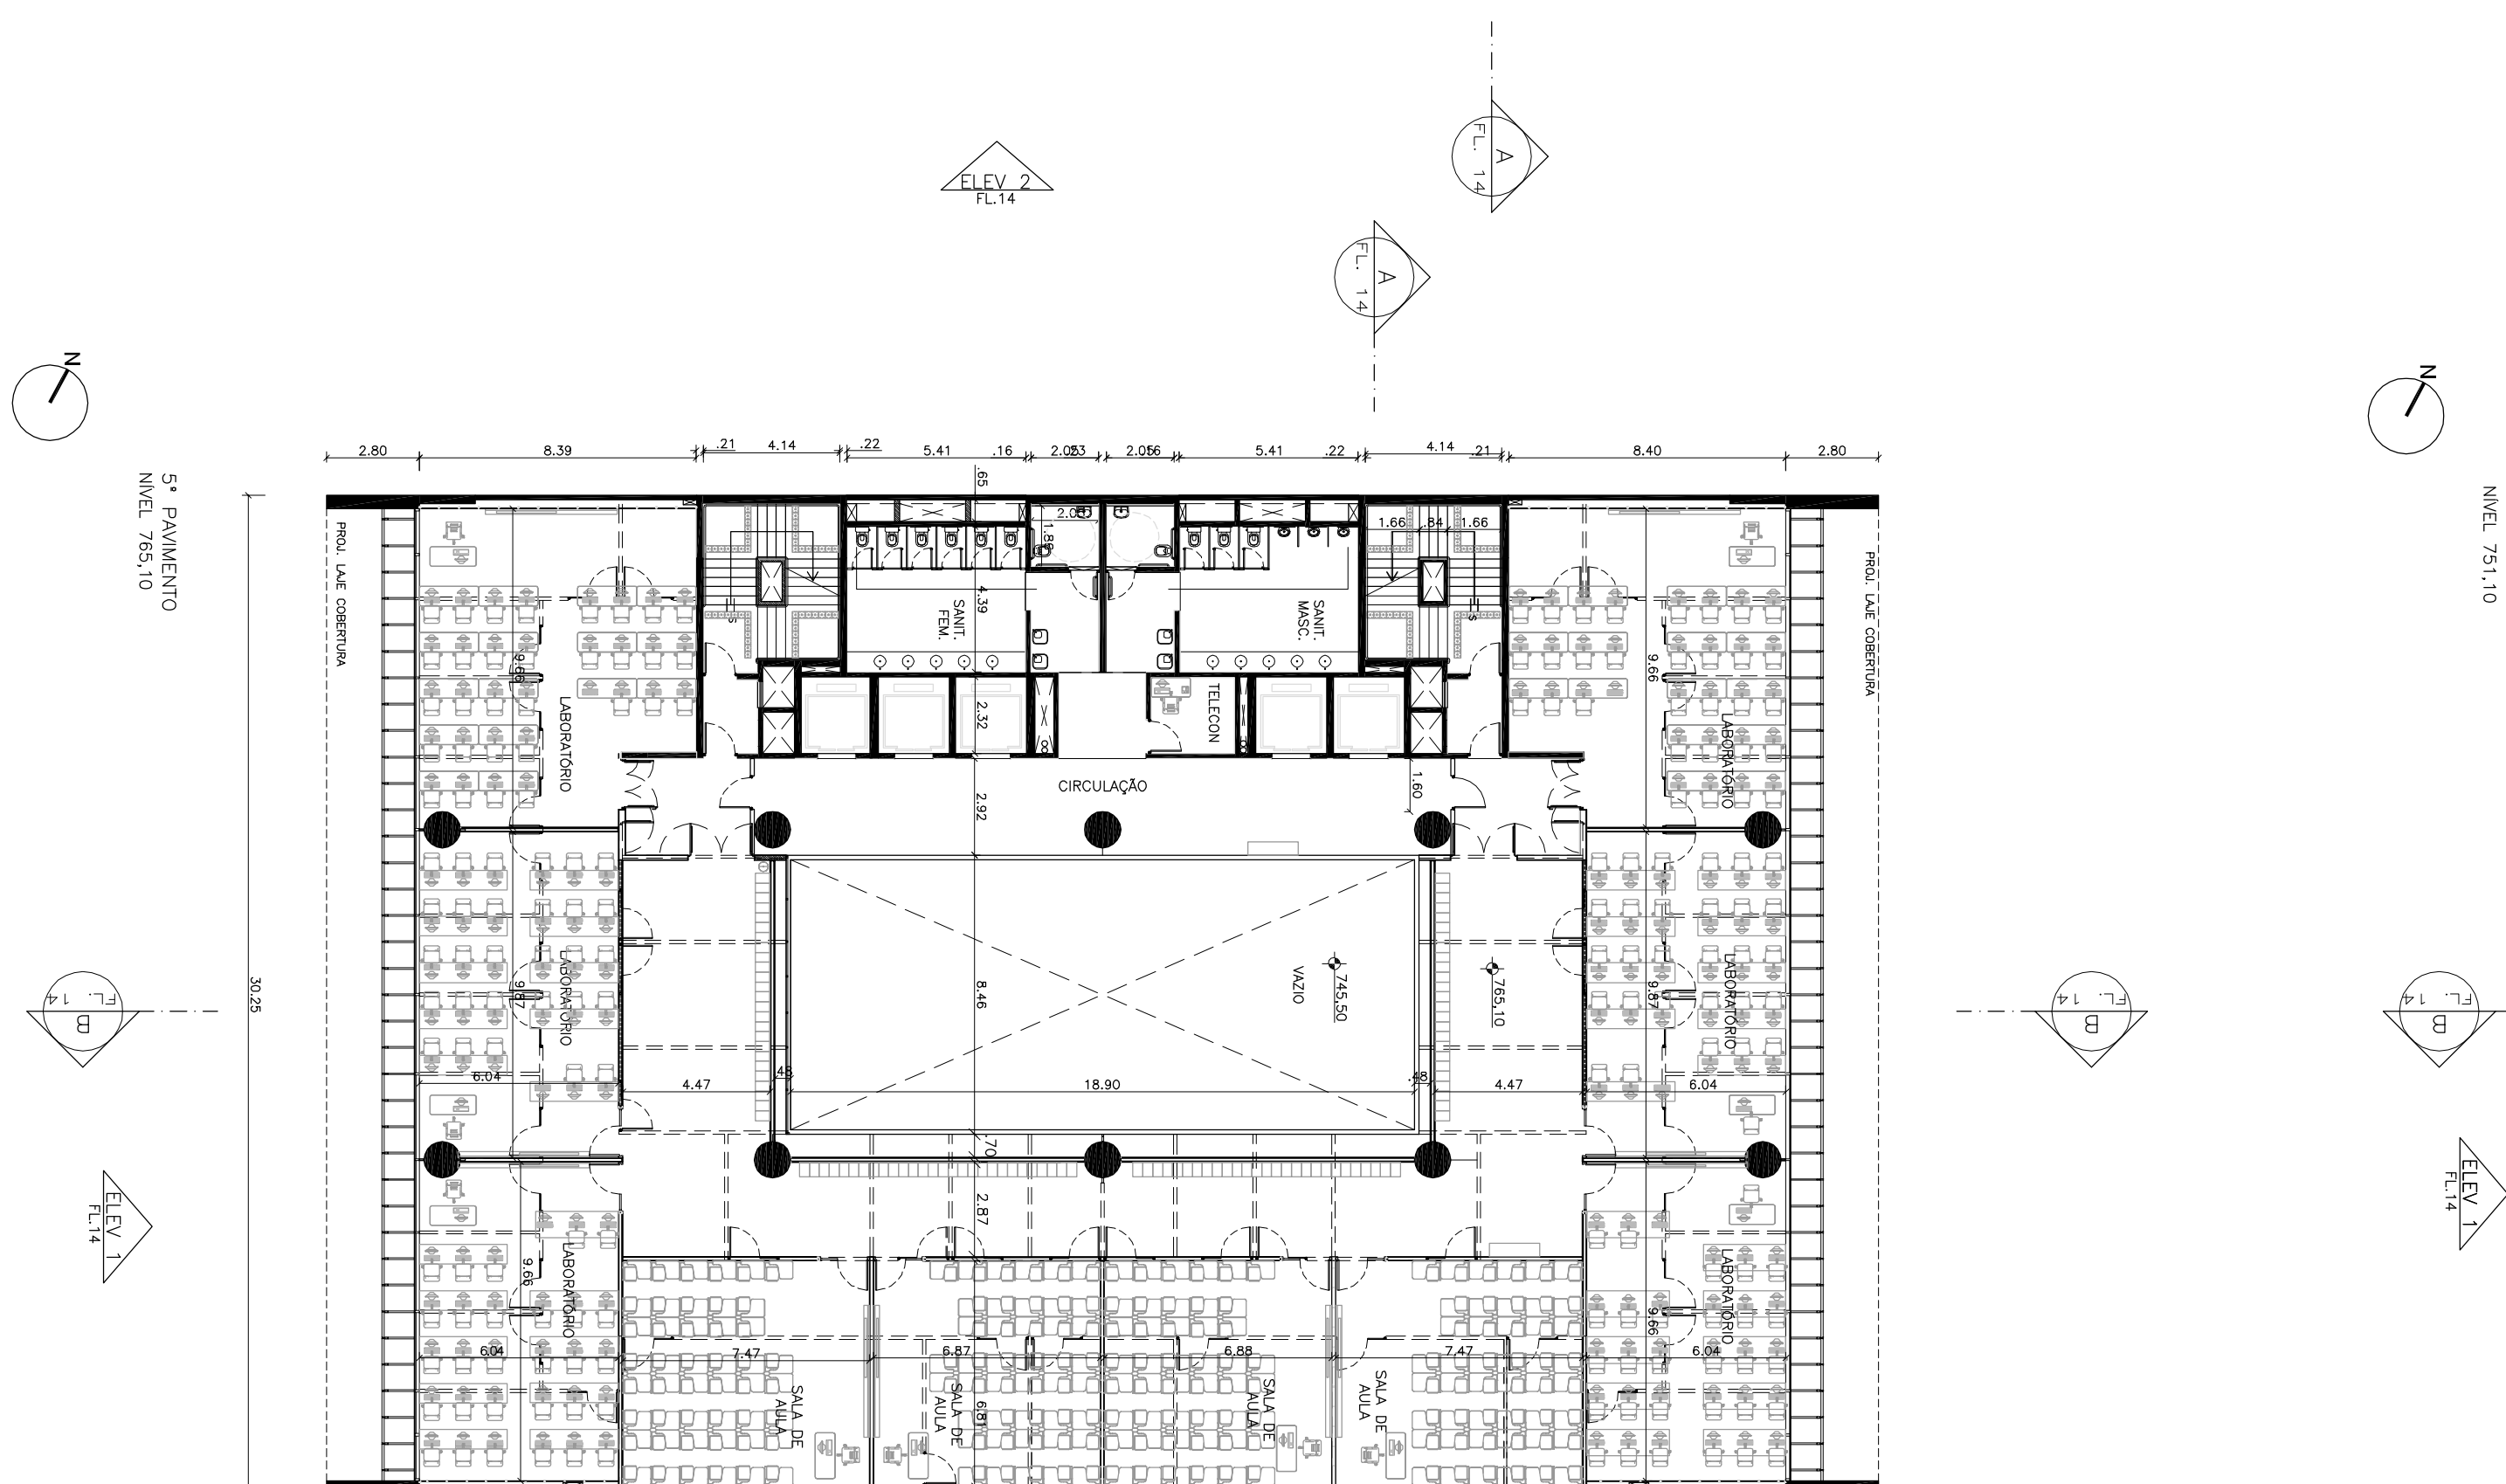 A
FL. 14
ELEV 2
FL.14
A
FL. 14
N
N
2.80
8.39
.21
4.14
.22
5.41
.16
2.05
2.05
.16
5.41
.22
4.14
.21
8.40
2.80
.65
5ª PAVIMENTO
NÍVEL 765,10
NÍVEL 751,10
PROJ. LAJE COBERTURA
PROJ. LAJE COBERTURA
1.66
.84
1.66
4.39
SANIT.
FEM.
SANIT.
MASC.
S
S
9.66
9.66
LABORATÓRIO
LABORATÓRIO
2.32
TELECON
CIRCULAÇÃO
2.92
1.60
30.25
LABORATÓRIO
9.87
8.46
VAZIO
745,50
765,10
LABORATÓRIO
9.87
FL. 14
B
FL. 14
B
FL. 14
B
6.04
4.47
.48
18.90
.48
4.47
6.04
.70
2.87
ELEV 1
FL.14
ELEV 1
FL.14
LABORATÓRIO
9.66
LABORATÓRIO
9.66
6.04
7.47
6.87
6.88
7.47
6.04
SALA DE
AULA
SALA DE
AULA
6.81
SALA DE
AULA
SALA DE
AULA